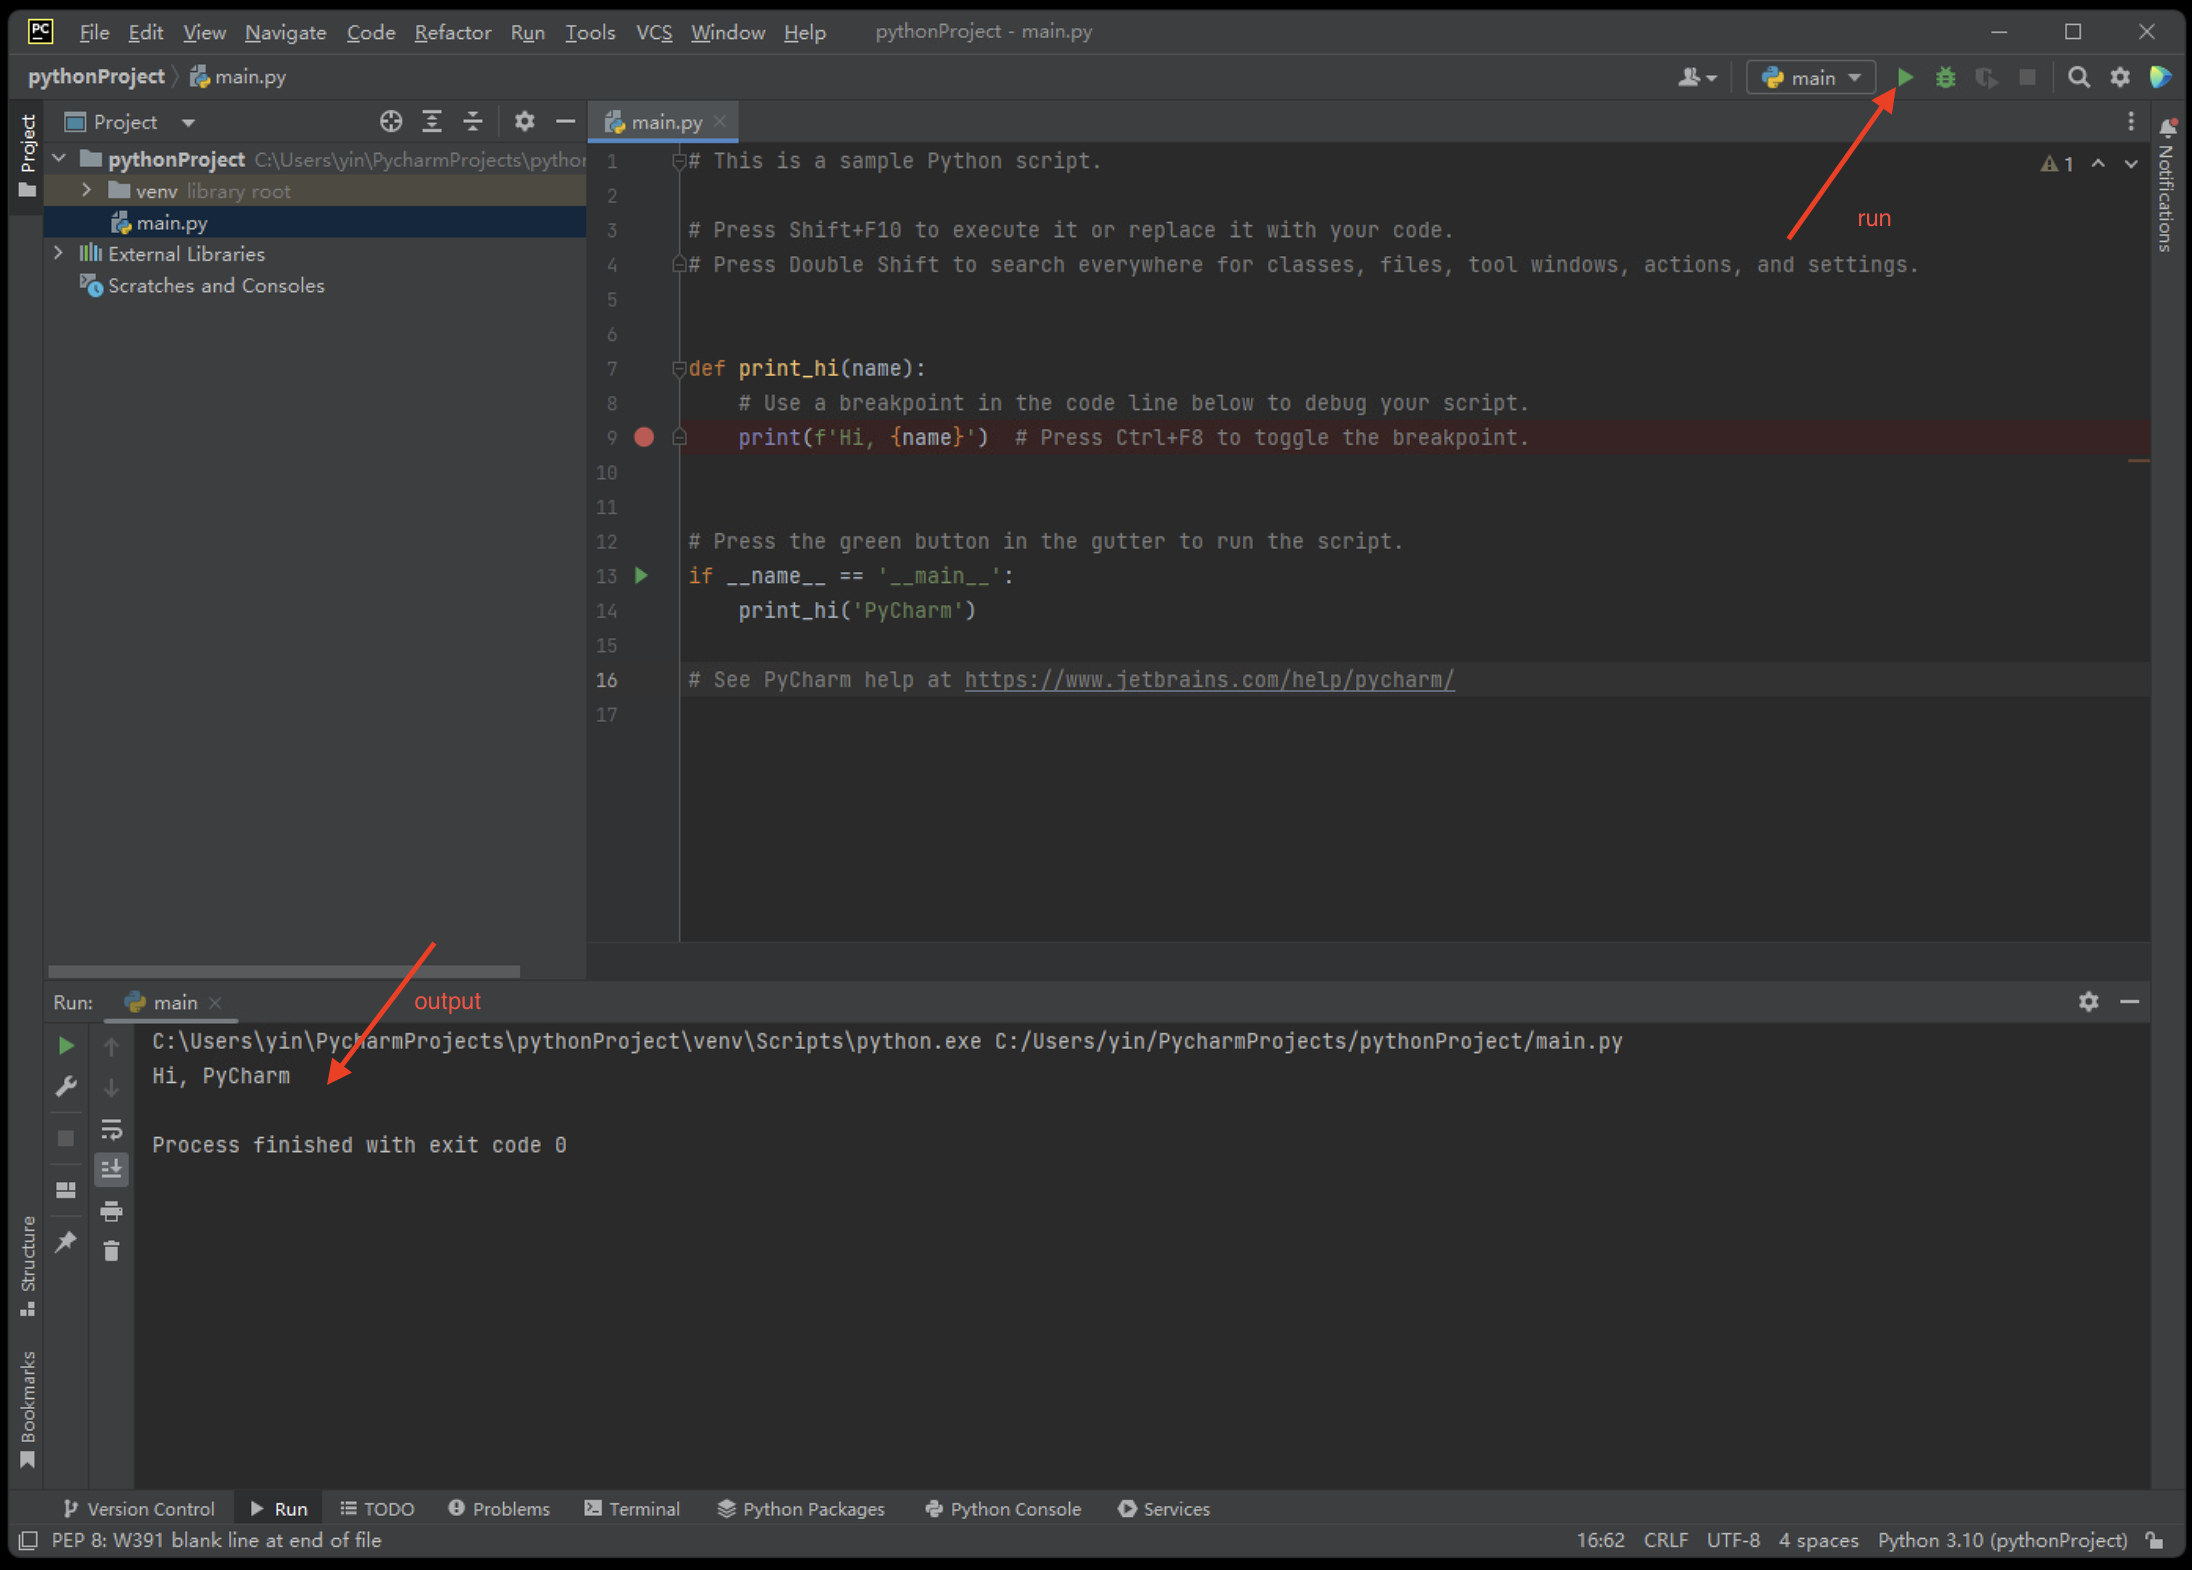 PC File Edit View Navigate Code Refactor Run Tools VCS Window Help pythonProject - main.py
pythonProject main.py main
Project
Project
main.py
pythonProject C:\Users\yin\PycharmProjects\python
venv library root
main.py
External Libraries
Scratches and Consoles
1 # This is a sample Python script.
2
3 # Press Shift+F10 to execute it or replace it with your code.
4 # Press Double Shift to search everywhere for classes, files, tool windows, actions, and settings.
5
6
7 def print_hi(name):
8 # Use a breakpoint in the code line below to debug your script.
9 print(f'Hi, {name}') # Press Ctrl+F8 to toggle the breakpoint.
10
11
12 # Press the green button in the gutter to run the script.
13 if __name__ == '__main__':
14 print_hi('PyCharm')
15
16 # See PyCharm help at https://www.jetbrains.com/help/pycharm/
17
1
run
Notifications
output
Run: main
C:\Users\yin\PycharmProjects\pythonProject\venv\Scripts\python.exe C:/Users/yin/PycharmProjects/pythonProject/main.py
Hi, PyCharm
Process finished with exit code 0
Structure
Bookmarks
Version Control Run TODO Problems Terminal Python Packages Python Console Services
PEP 8: W391 blank line at end of file 16:62 CRLF UTF-8 4 spaces Python 3.10 (pythonProject)